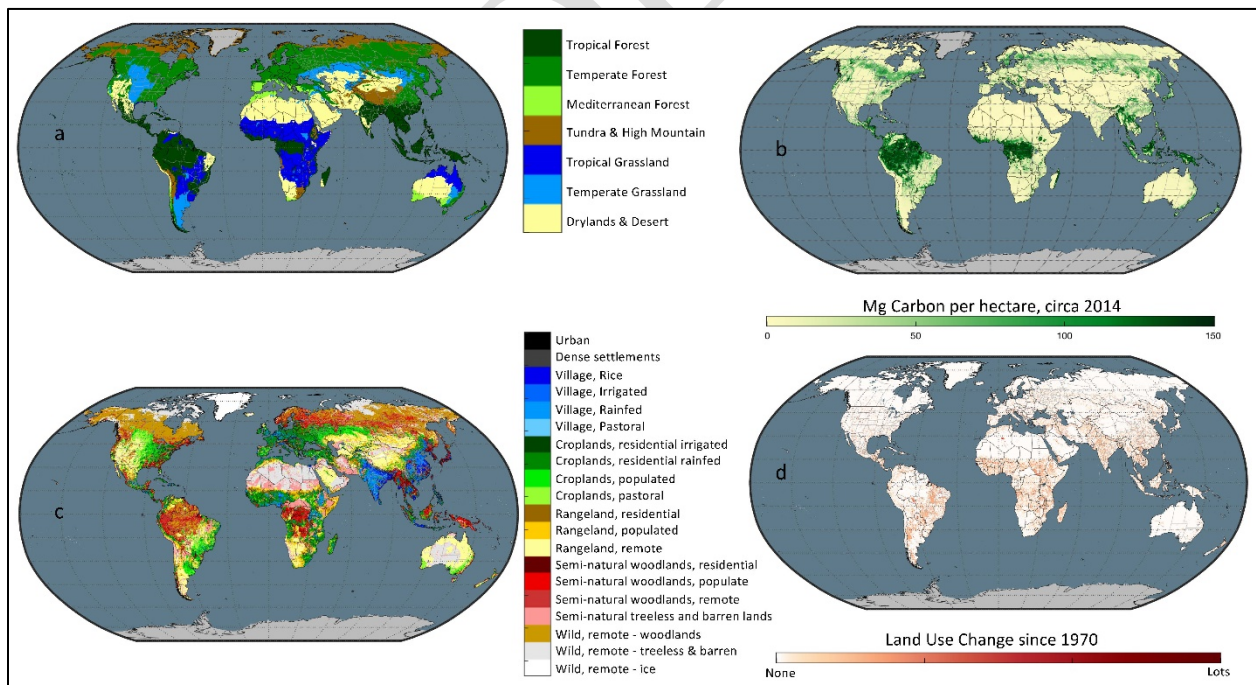 a
Tropical Forest
Temperate Forest
Mediterranean Forest
Tundra & High Mountain
Tropical Grassland
Temperate Grassland
Drylands & Desert
b
Mg Carbon per hectare, circa 2014
0 50 100 150
c
Urban
Dense settlements
Village, Rice
Village, Irrigated
Village, Rainfed
Village, Pastoral
Croplands, residential irrigated
Croplands, residential rainfed
Croplands, populated
Croplands, pastoral
Rangeland, residential
Rangeland, populated
Rangeland, remote
Semi-natural woodlands, residential
Semi-natural woodlands, populate
Semi-natural woodlands, remote
Semi-natural treeless and barren lands
Wild, remote - woodlands
Wild, remote - treeless & barren
Wild, remote - ice
d
Land Use Change since 1970
None Lots